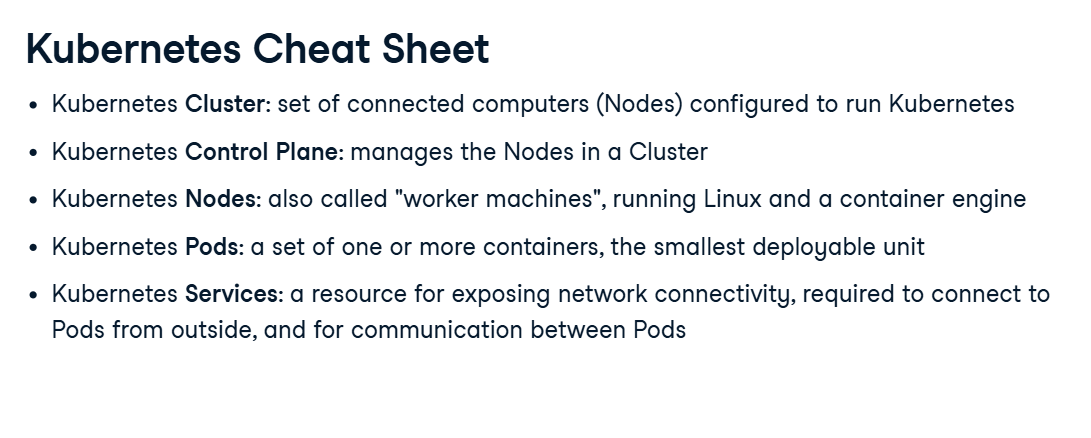 Kubernetes Cheat Sheet
• Kubernetes Cluster: set of connected computers (Nodes) configured to run Kubernetes
• Kubernetes Control Plane: manages the Nodes in a Cluster
• Kubernetes Nodes: also called "worker machines", running Linux and a container engine
• Kubernetes Pods: a set of one or more containers, the smallest deployable unit
• Kubernetes Services: a resource for exposing network connectivity, required to connect to
Pods from outside, and for communication between Pods